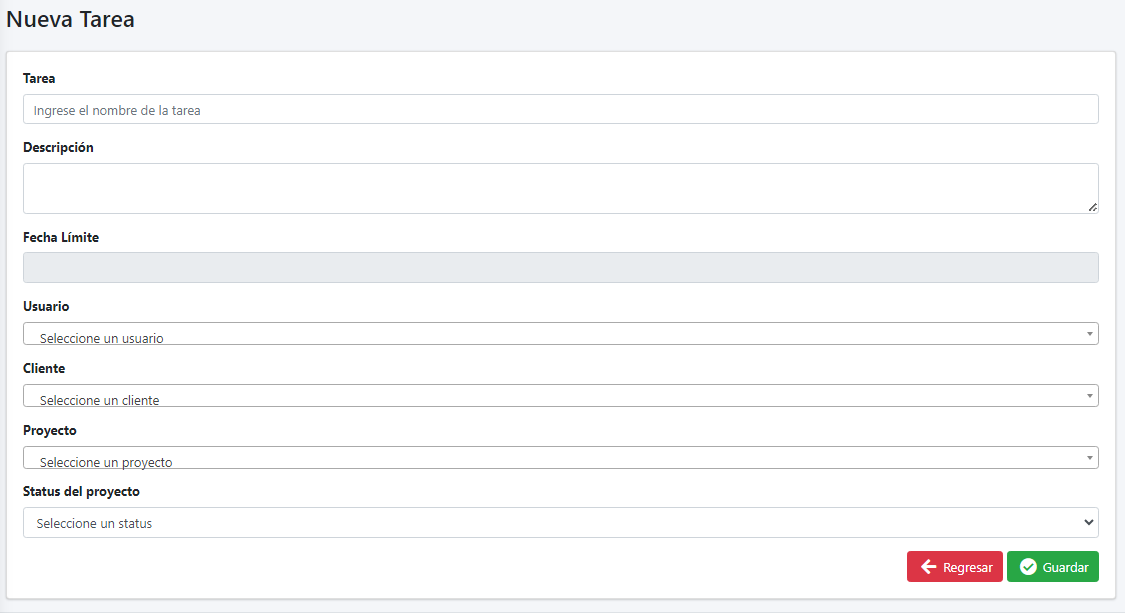 Nueva Tarea
Tarea
Ingrese el nombre de la tarea
Descripción
Fecha Límite
Usuario
Seleccione un usuario
Cliente
Seleccione un cliente
Proyecto
Seleccione un proyecto
Status del proyecto
Seleccione un status
Regresar Guardar